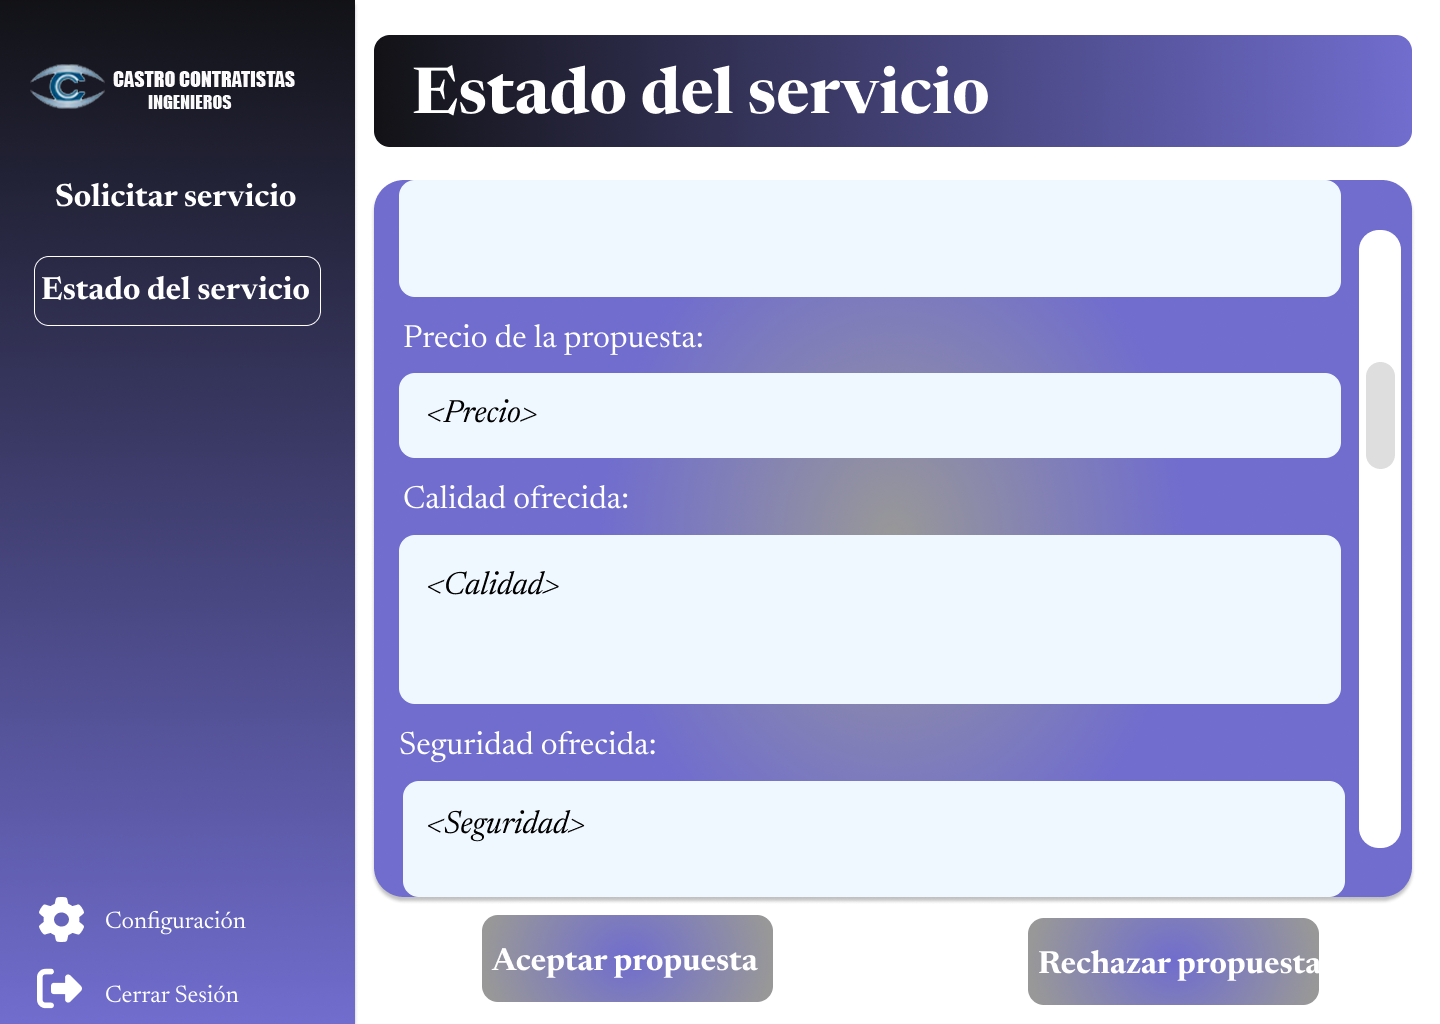 CASTRO CONTRATISTAS
INGENIEROS
Solicitar servicio
Estado del servicio
Configuración
Cerrar Sesión
Estado del servicio
Precio de la propuesta:
<Precio>
Calidad ofrecida:
<Calidad>
Seguridad ofrecida:
<Seguridad>
Aceptar propuesta
Rechazar propuesta